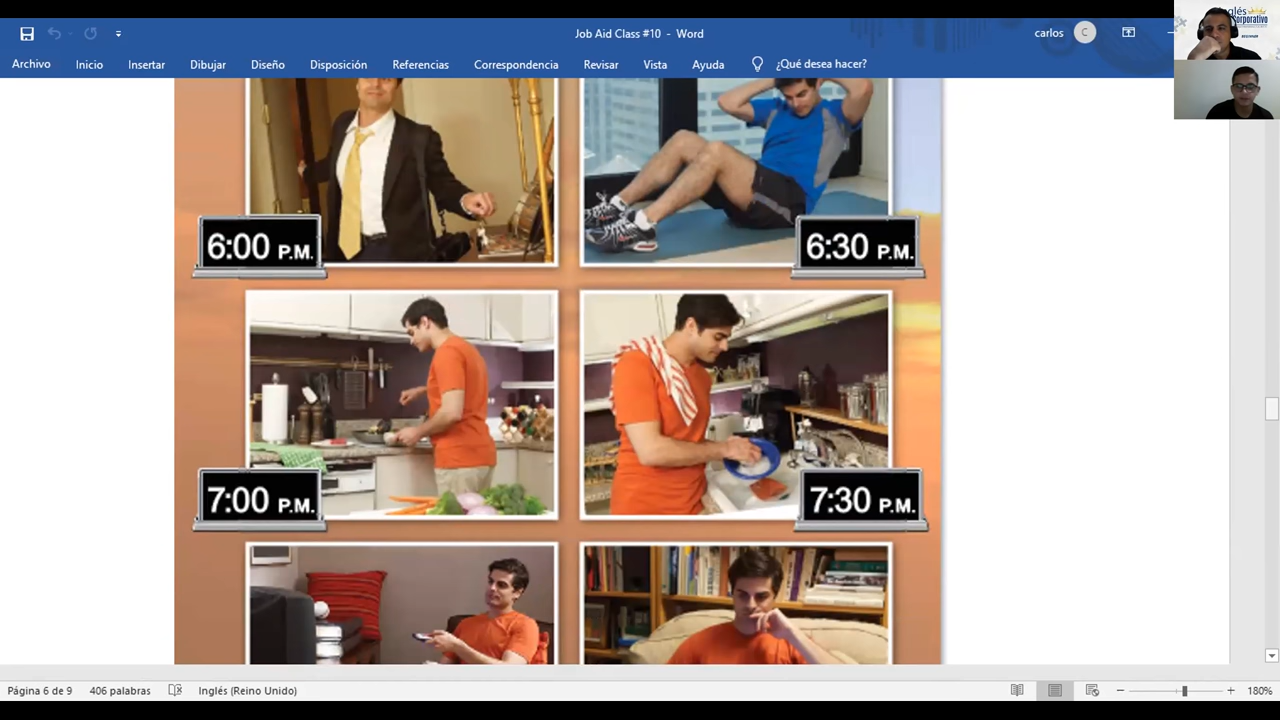 Job Aid Class #10 - Word
carlos
C
Archivo Inicio Insertar Dibujar Diseño Disposición Referencias Correspondencia Revisar Vista Ayuda ¿Qué desea hacer?
Inglés
Corporativo
6:00 P.M.
6:30 P.M.
7:00 P.M.
7:30 P.M.
Página 6 de 9 406 palabras Inglés (Reino Unido) 180%